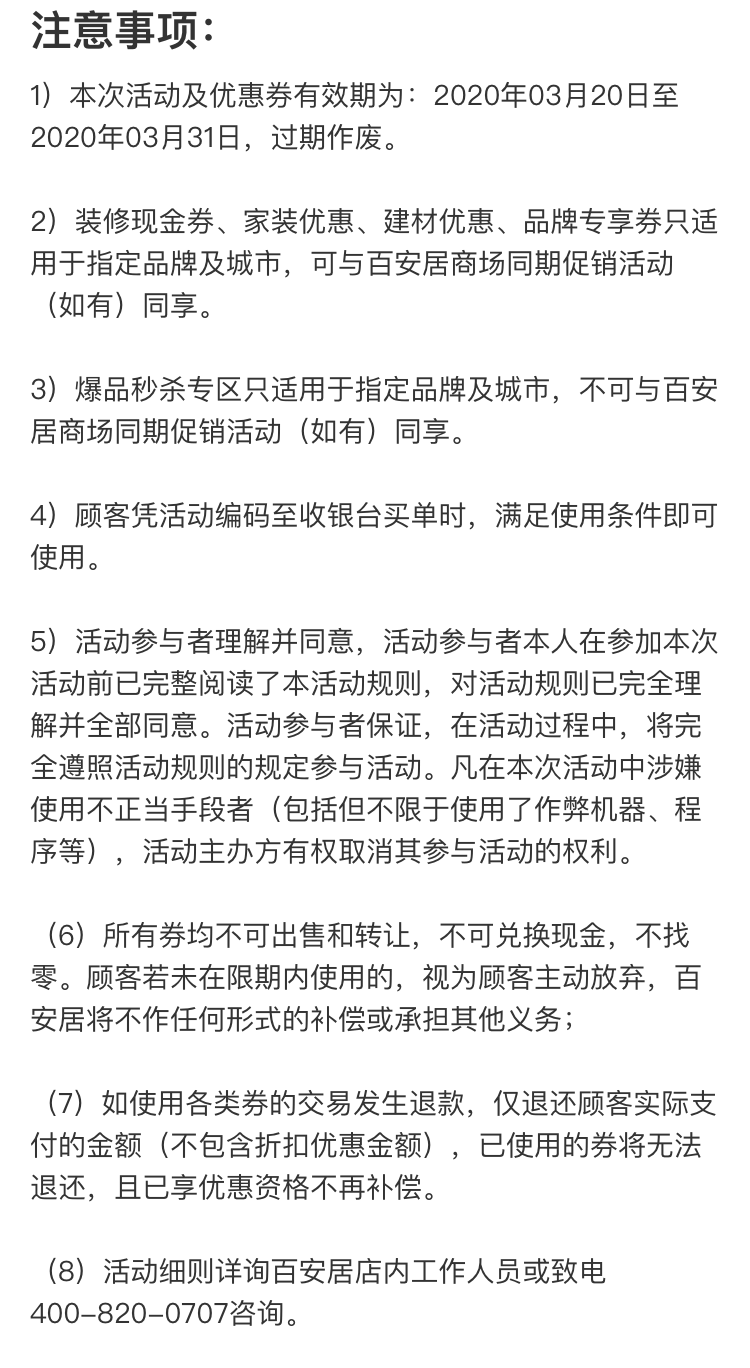 注意事项：
1）本次活动及优惠券有效期为：2020年03月20日至
2020年03月31日，过期作废。
2）装修现金券、家装优惠、建材优惠、品牌专享券只适
用于指定品牌及城市，可与百安居商场同期促销活动
（如有）同享。
3）爆品秒杀专区只适用于指定品牌及城市，不可与百安
居商场同期促销活动（如有）同享。
4）顾客凭活动编码至收银台买单时，满足使用条件即可
使用。
5）活动参与者理解并同意，活动参与者本人在参加本次
活动前已完整阅读了本活动规则，对活动规则已完全理
解并全部同意。活动参与者保证，在活动过程中，将完
全遵照活动规则的规定参与活动。凡在本次活动中涉嫌
使用不正当手段者（包括但不限于使用了作弊机器、程
序等），活动主办方有权取消其参与活动的权利。
（6）所有券均不可出售和转让，不可兑换现金，不找
零。顾客若未在限期内使用的，视为顾客主动放弃，百
安居将不作任何形式的补偿或承担其他义务；
（7）如使用各类券的交易发生退款，仅退还顾客实际支
付的金额（不包含折扣优惠金额），已使用的券将无法
退还，且已享优惠资格不再补偿。
（8）活动细则详询百安居店内工作人员或致电
400-820-0707咨询。